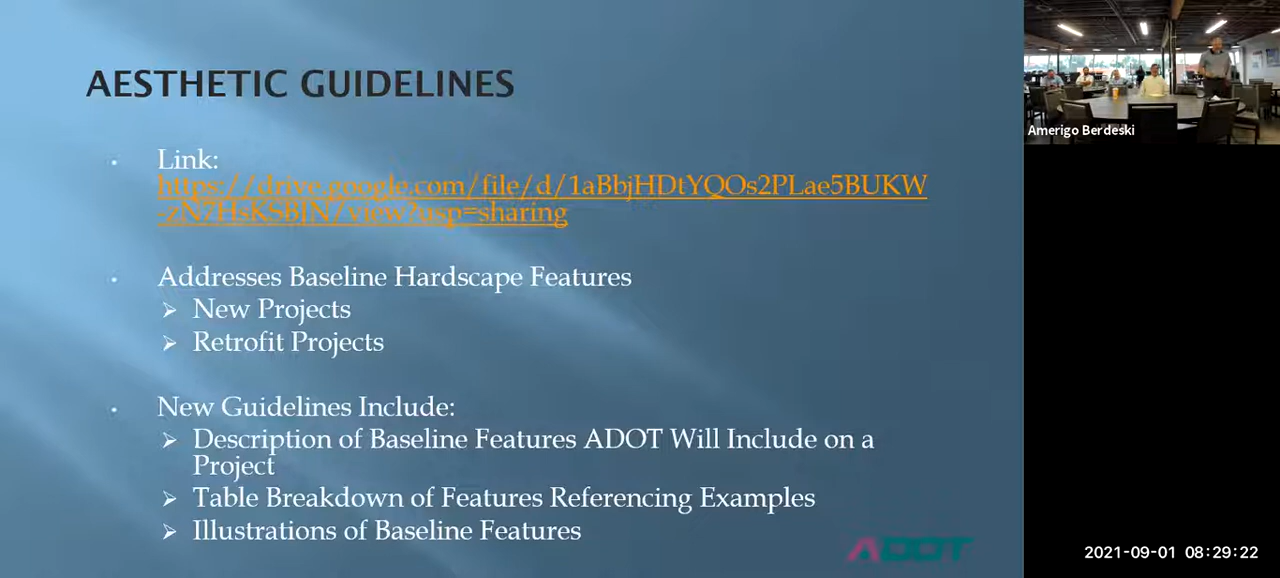 AESTHETIC GUIDELINES
Link:
https://drive.google.com/file/d/1aBbjHDtYQOs2PLae5BUKW
-zN7HsKSBJN/view?usp=sharing
Addresses Baseline Hardscape Features
New Projects
Retrofit Projects
New Guidelines Include:
Description of Baseline Features ADOT Will Include on a
Project
Table Breakdown of Features Referencing Examples
Illustrations of Baseline Features
ADOT
Amerigo Berdeski
2021-09-01 08:29:22